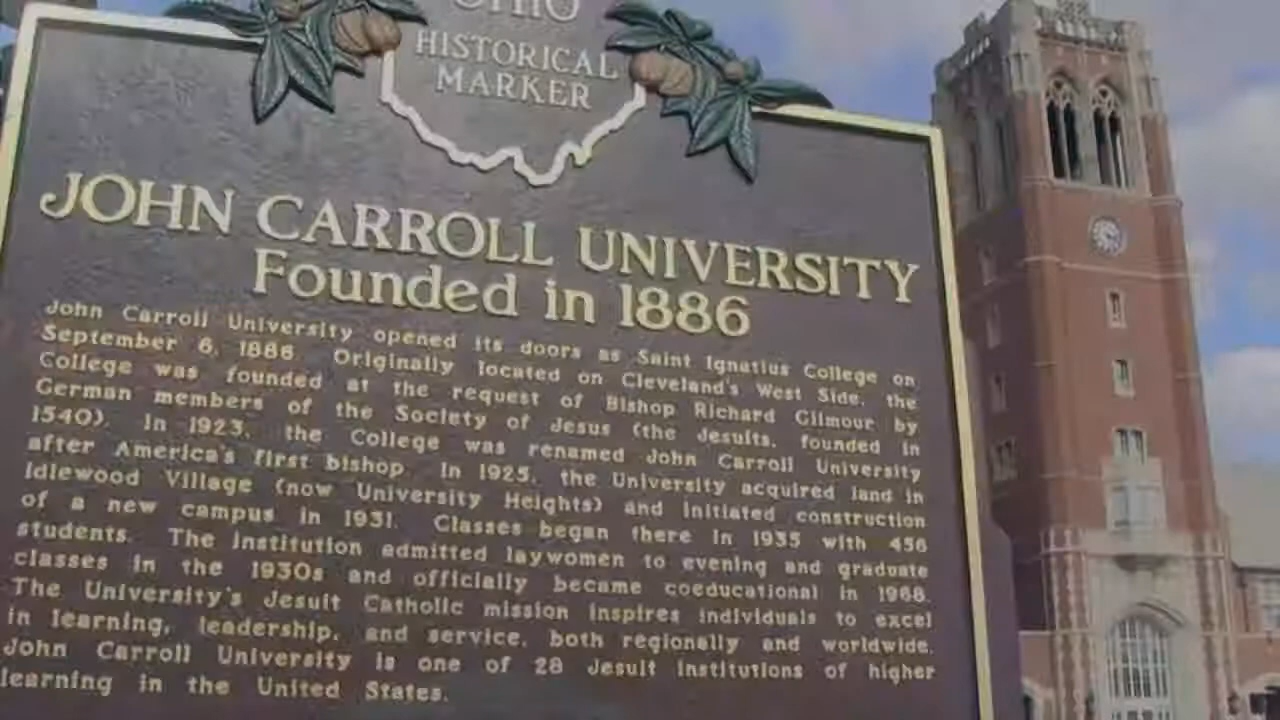 OHIO
HISTORICAL
MARKER
JOHN CARROLL UNIVERSITY
Founded in 1886
John Carroll University opened its doors as Saint Ignatius College on
September 6, 1886. Originally located on Cleveland's West Side, the
College was founded at the request of Bishop Richard Gilmour by
German members of the Society of Jesus (the Jesuits, founded in
1540). In 1923, the College was renamed John Carroll University
after America's first bishop. In 1925, the University acquired land in
Idlewood Village (now University Heights) and initiated construction
of a new campus in 1931. Classes began there in 1935 with 456
students. The institution admitted laywomen to evening and graduate
classes in the 1930s and officially became coeducational in 1968.
The University's Jesuit Catholic mission inspires individuals to excel
in learning, leadership, and service, both regionally and worldwide.
John Carroll University is one of 28 Jesuit institutions of higher
learning in the United States.